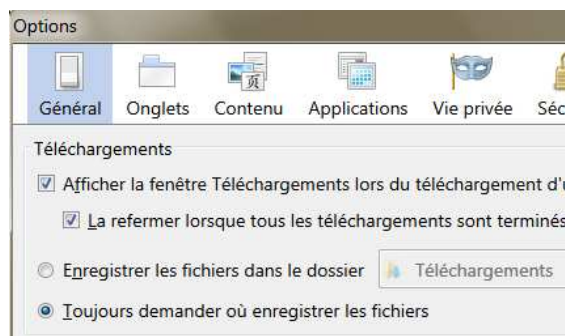 Options
Général Onglets Contenu Applications Vie privée
Téléchargements
Afficher la fenêtre Téléchargements lors du téléchargement
La refermer lorsque tous les téléchargements sont terminés
Enregistrer les fichiers dans le dossier Téléchargements
Toujours demander où enregistrer les fichiers